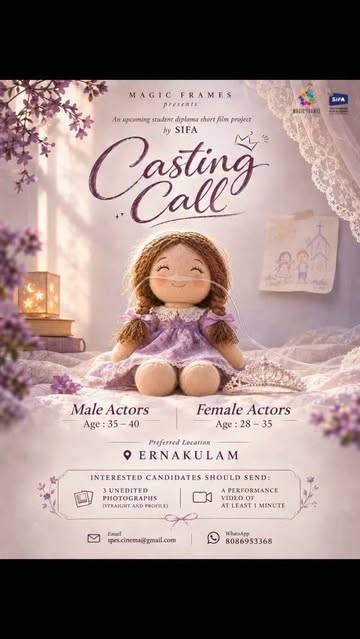 MAGIC FRAMES
presents
MAGIC FRAMES
SIFA
An upcoming student diploma short film project
by SIFA
Casting
Call
Male Actors
Age : 35 – 40
Female Actors
Age : 28 – 35
Preferred Location
ERNAKULAM
INTERESTED CANDIDATES SHOULD SEND:
3 UNEDITED
PHOTOGRAPHS
(STRAIGHT AND PROFILE)
A PERFORMANCE
VIDEO OF
AT LEAST 1 MINUTE
Email
spes.cinema@gmail.com
WhatsApp
8086953368